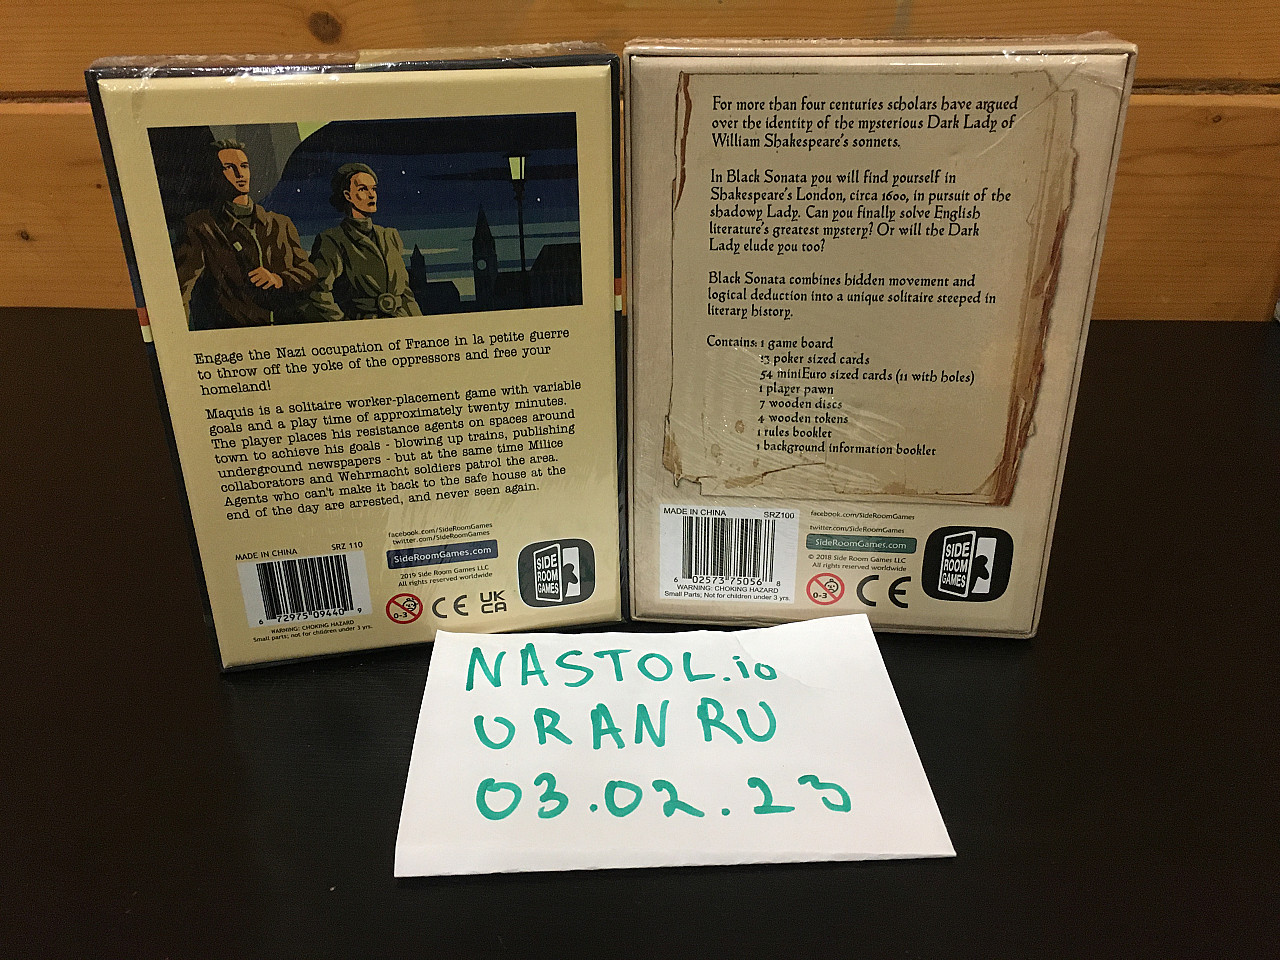 Engage the Nazi occupation of France in la petite guerre
to throw off the yoke of the oppressors and free your
homeland!
Maquis is a solitaire worker-placement game with variable
goals and a play time of approximately twenty minutes.
The player places his resistance agents on spaces around
town to achieve his goals - blowing up trains, publishing
underground newspapers - but at the same time Milice
collaborators and Wehrmacht soldiers patrol the area.
Agents who can't make it back to the safe house at the
end of the day are arrested, and never seen again.
MADE IN CHINA SRZ 110
6 72975 09440 9
WARNING: CHOKING HAZARD
Small parts; not for children under 3 yrs.
facebook.com/SideRoomGames
twitter.com/SideRoomGames
SideRoomGames.com
2019 Side Room Games LLC
All rights reserved worldwide
0-3
CE
UK
CA
SIDE
ROOM
GAMES
For more than four centuries scholars have argued
over the identity of the mysterious Dark Lady of
William Shakespeare's sonnets.
In Black Sonata you will find yourself in
Shakespeare's London, circa 1600, in pursuit of the
shadowy Lady. Can you finally solve English
literature's greatest mystery? Or will the Dark
Lady elude you too?
Black Sonata combines hidden movement and
logical deduction into a unique solitaire steeped in
literary history.
Contains: 1 game board
13 poker sized cards
54 miniEuro sized cards (11 with holes)
1 player pawn
7 wooden discs
4 wooden tokens
1 rules booklet
1 background information booklet
MADE IN CHINA SRZ100
6 02573 75056 8
WARNING: CHOKING HAZARD
Small Parts; Not for children under 3 yrs.
facebook.com/SideRoomGames
twitter.com/SideRoomGames
SideRoomGames.com
© 2018 Side Room Games LLC
All rights reserved worldwide
0-3
CE
SIDE
ROOM
GAMES
NASTOL.io
URAN RU
03.02.23